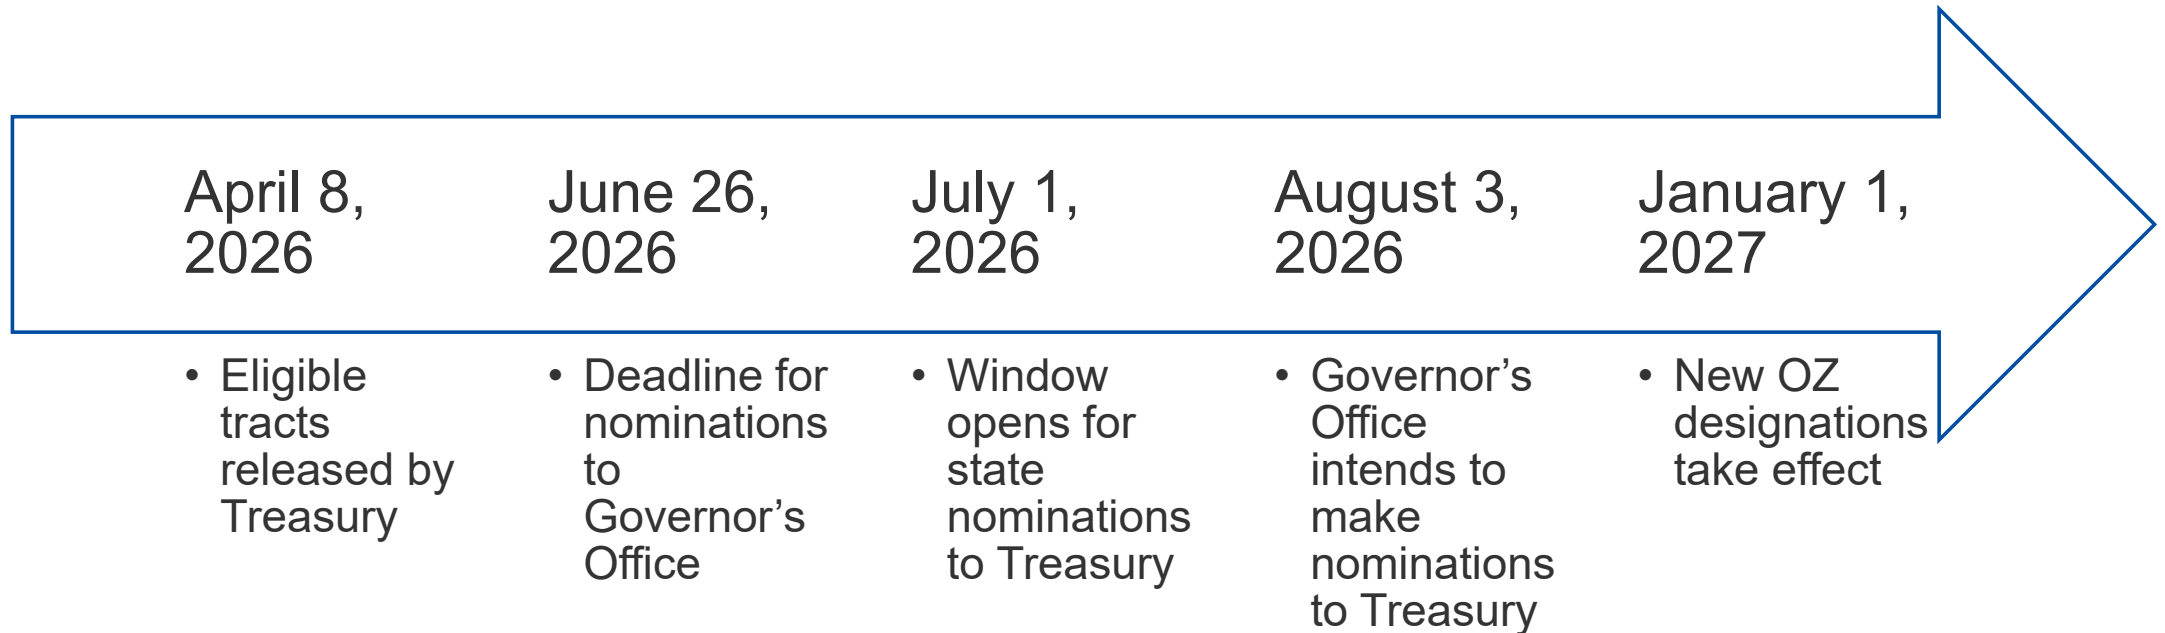 April 8,
2026
• Eligible
tracts
released by
Treasury
June 26,
2026
• Deadline for
nominations
to
Governor’s
Office
July 1,
2026
• Window
opens for
state
nominations
to Treasury
August 3,
2026
• Governor’s
Office
intends to
make
nominations
to Treasury
January 1,
2027
• New OZ
designations
take effect